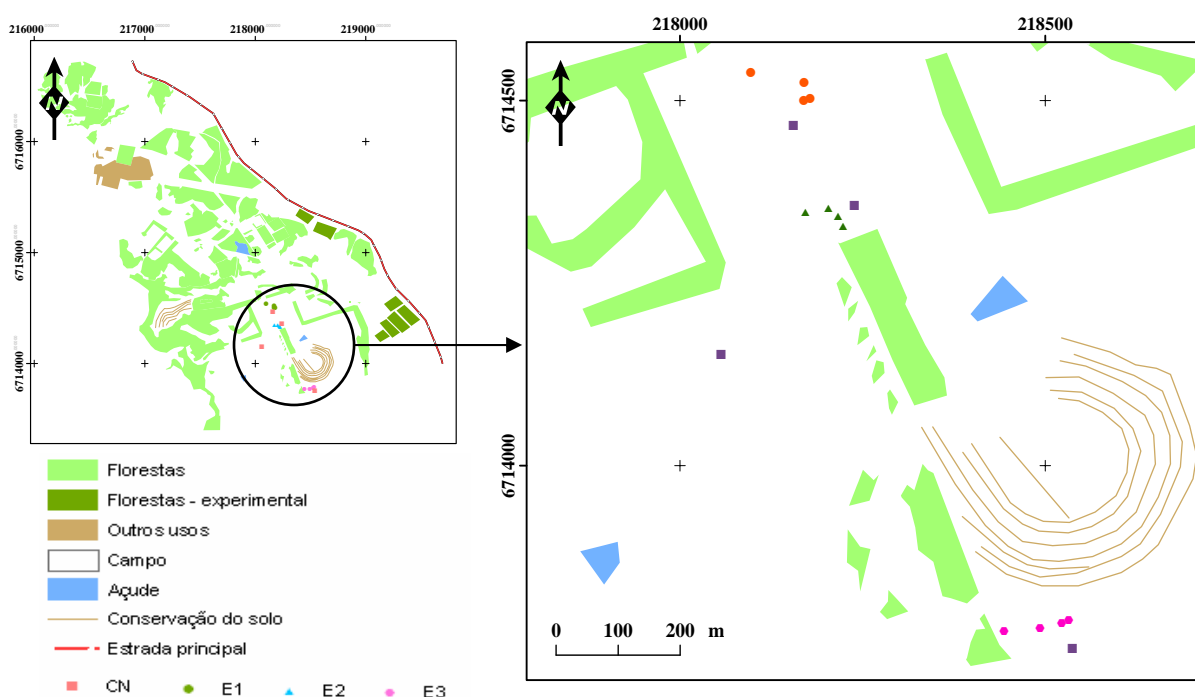 216000 217000 218000 219000
N
6716000
6715000
6714000
Florestas
Florestas - experimental
Outros usos
Campo
Açude
Conservação do solo
Estrada principal
CN E1 E2 E3
218000 218500
N
6714500
6714000
0 100 200 m